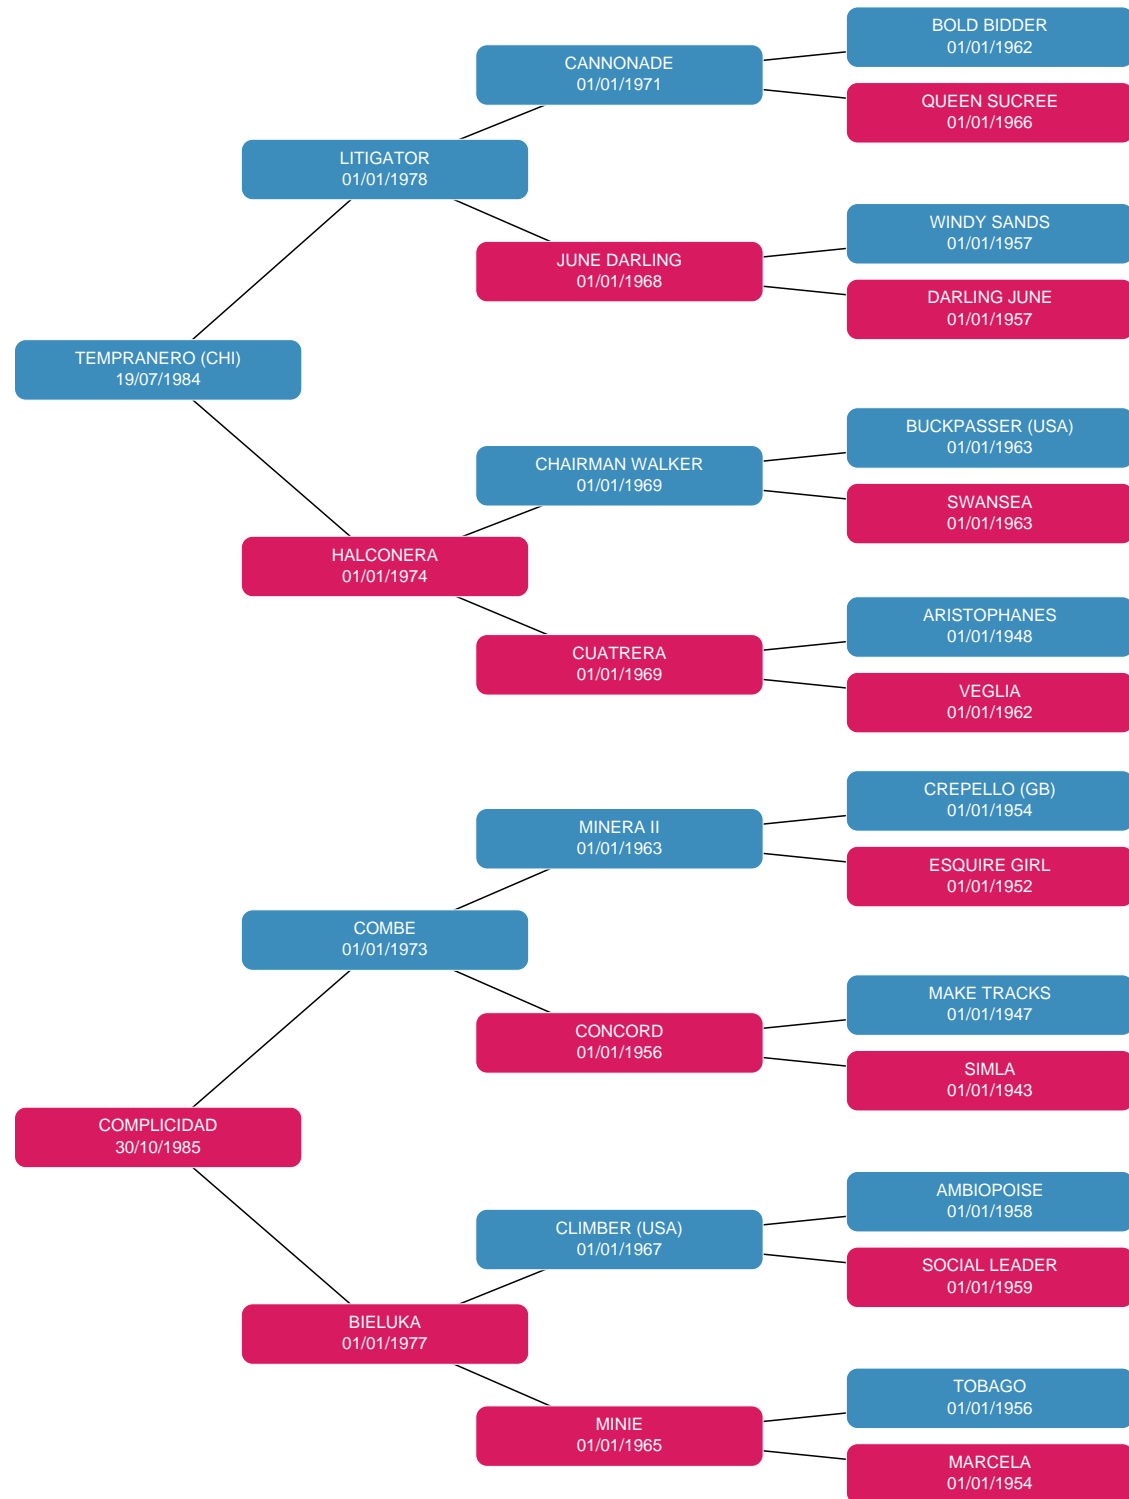 BOLD BIDDER
01/01/1962
CANNONADE
01/01/1971
QUEEN SUCREE
01/01/1966
LITIGATOR
01/01/1978
WINDY SANDS
01/01/1957
JUNE DARLING
01/01/1968
DARLING JUNE
01/01/1957
TEMPRANERO (CHI)
19/07/1984
BUCKPASSER (USA)
01/01/1963
CHAIRMAN WALKER
01/01/1969
SWANSEA
01/01/1963
HALCONERA
01/01/1974
ARISTOPHANES
01/01/1948
CUATRERA
01/01/1969
VEGLIA
01/01/1962
CREPELLO (GB)
01/01/1954
MINERA II
01/01/1963
ESQUIRE GIRL
01/01/1952
COMBE
01/01/1973
MAKE TRACKS
01/01/1947
CONCORD
01/01/1956
SIMLA
01/01/1943
COMPLICIDAD
30/10/1985
AMBIOPOISE
01/01/1958
CLIMBER (USA)
01/01/1967
SOCIAL LEADER
01/01/1959
BIELUKA
01/01/1977
TOBAGO
01/01/1956
MINIE
01/01/1965
MARCELA
01/01/1954